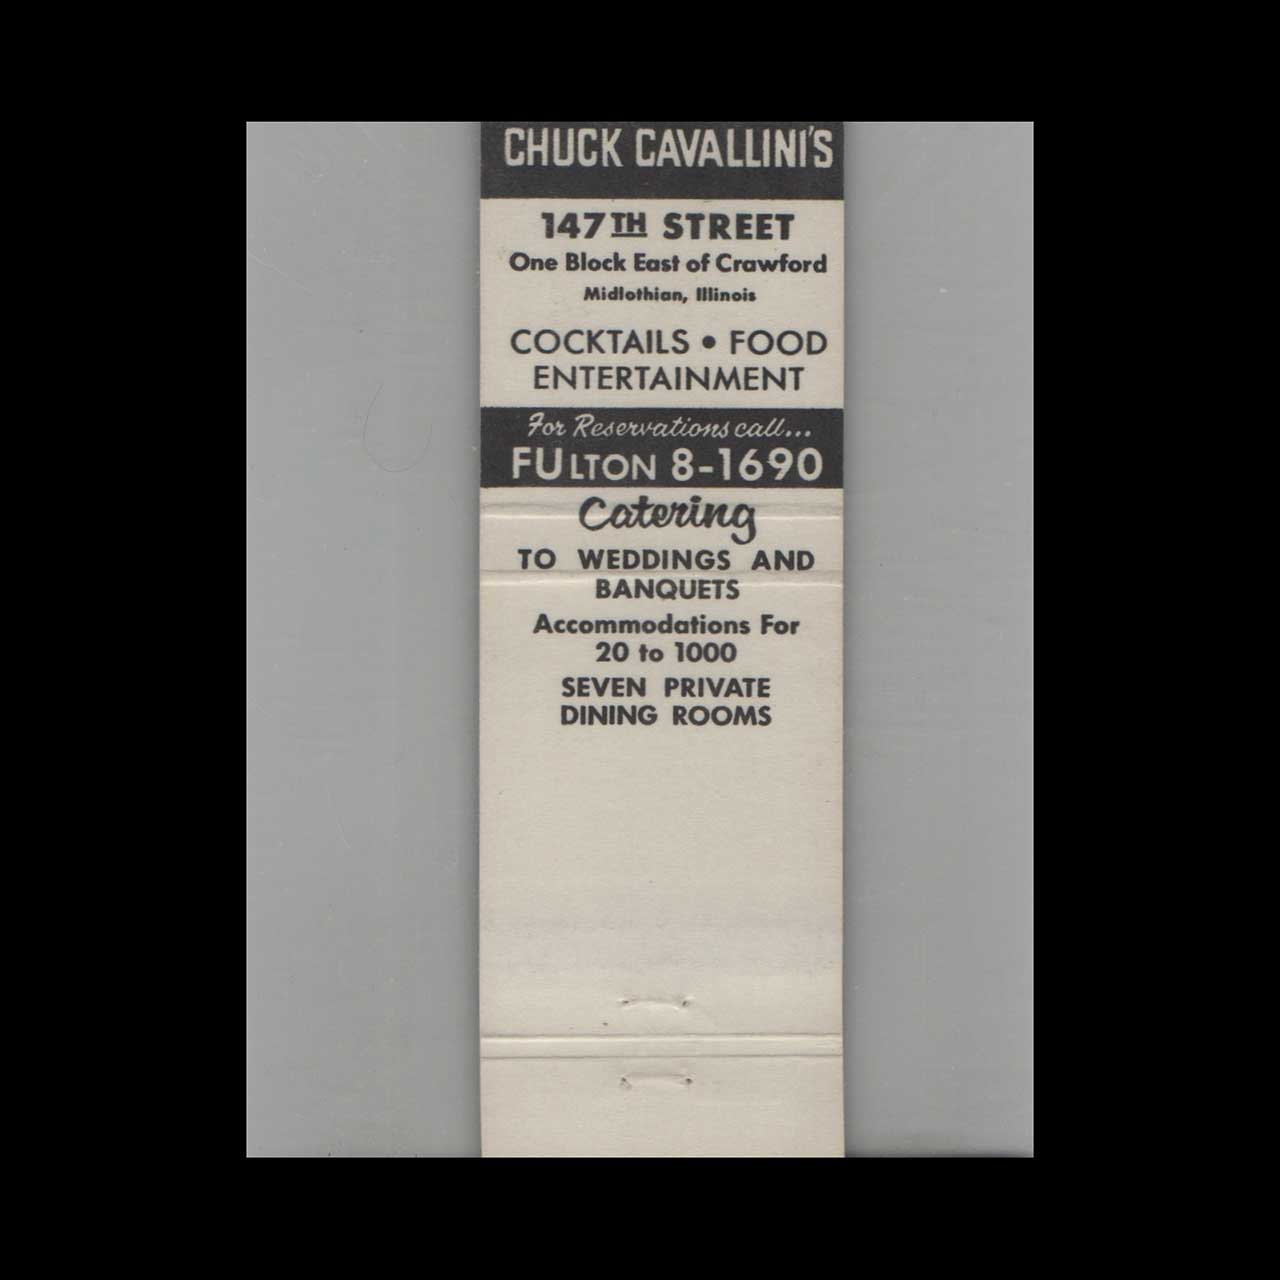 CHUCK CAVALLINI'S
147TH STREET
One Block East of Crawford
Midlothian, Illinois
COCKTAILS • FOOD
ENTERTAINMENT
For Reservations call...
FULTON 8-1690
Catering
TO WEDDINGS AND
BANQUETS
Accommodations For
20 to 1000
SEVEN PRIVATE
DINING ROOMS